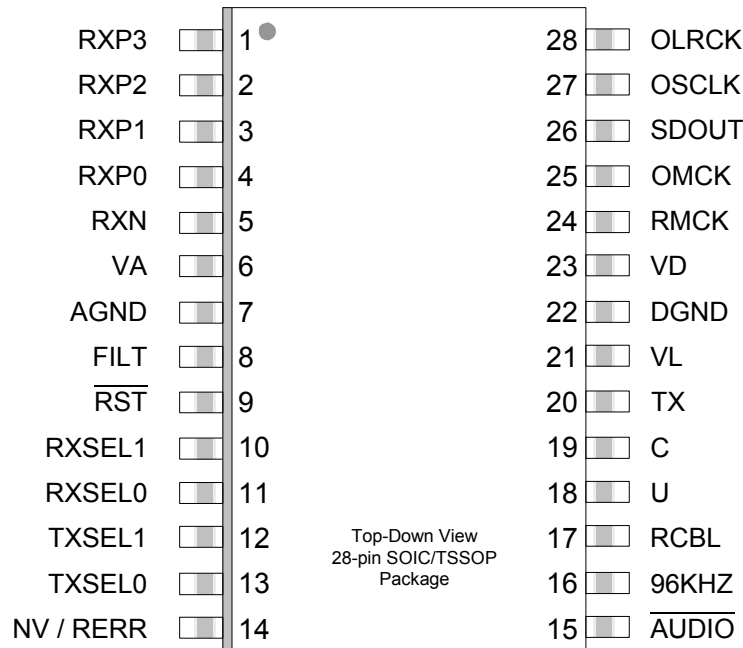 RXP3 1 28 OLRCK
RXP2 2 27 OSCLK
RXP1 3 26 SDOUT
RXP0 4 25 OMCK
RXN 5 24 RMCK
VA 6 23 VD
AGND 7 22 DGND
FILT 8 21 VL
RST 9 20 TX
RXSEL1 10 19 C
RXSEL0 11 18 U
TXSEL1 12 17 RCBL
TXSEL0 13 16 96KHZ
NV / RERR 14 15 AUDIO
Top-Down View
28-pin SOIC/TSSOP
Package